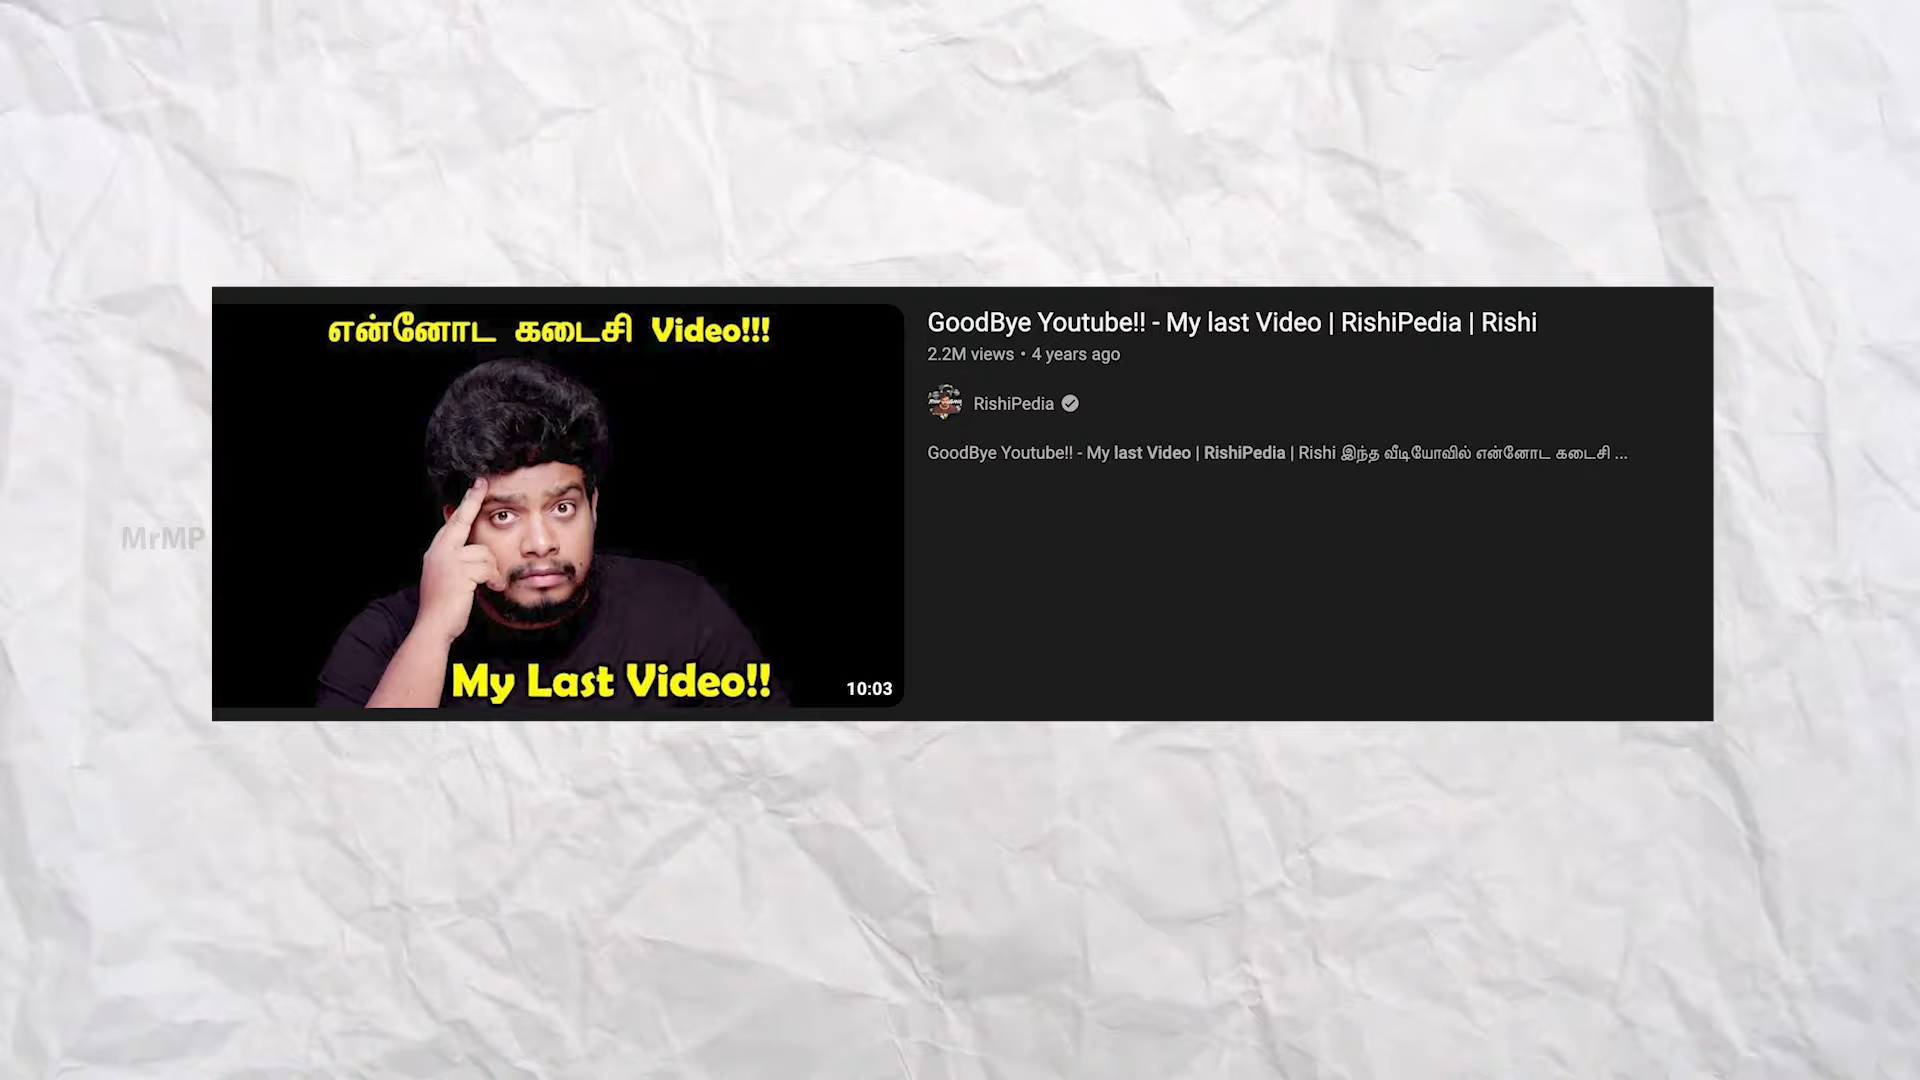 என்னோட கடைசி Video!!!
My Last Video!!
10:03
GoodBye Youtube!! - My last Video | RishiPedia | Rishi
2.2M views • 4 years ago
RishiPedia
GoodBye Youtube!! - My last Video | RishiPedia | Rishi இந்த வீடியோவில் என்னோட கடைசி ...
MrMP